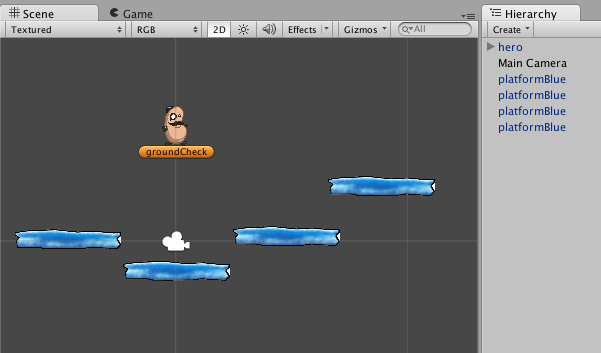 Scene Game Hierarchy
Textured RGB 2D Effects Gizmos All Create
hero
Main Camera
platformBlue
platformBlue
platformBlue
platformBlue
groundCheck